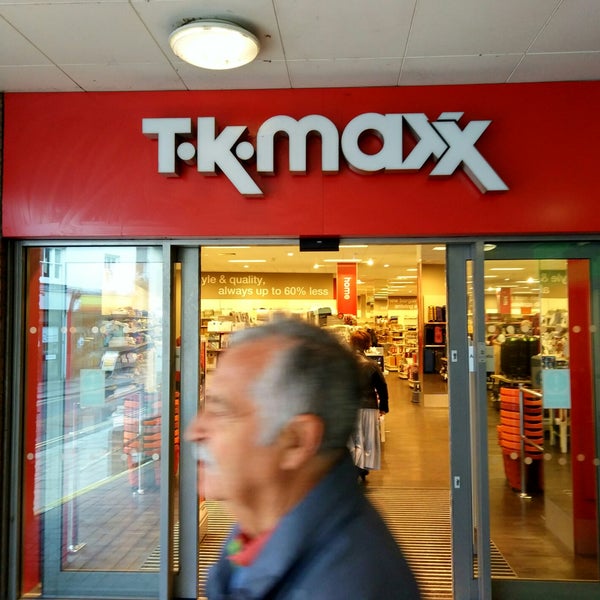 T·K·maxx
yle & quality,
always up to 60% less
home